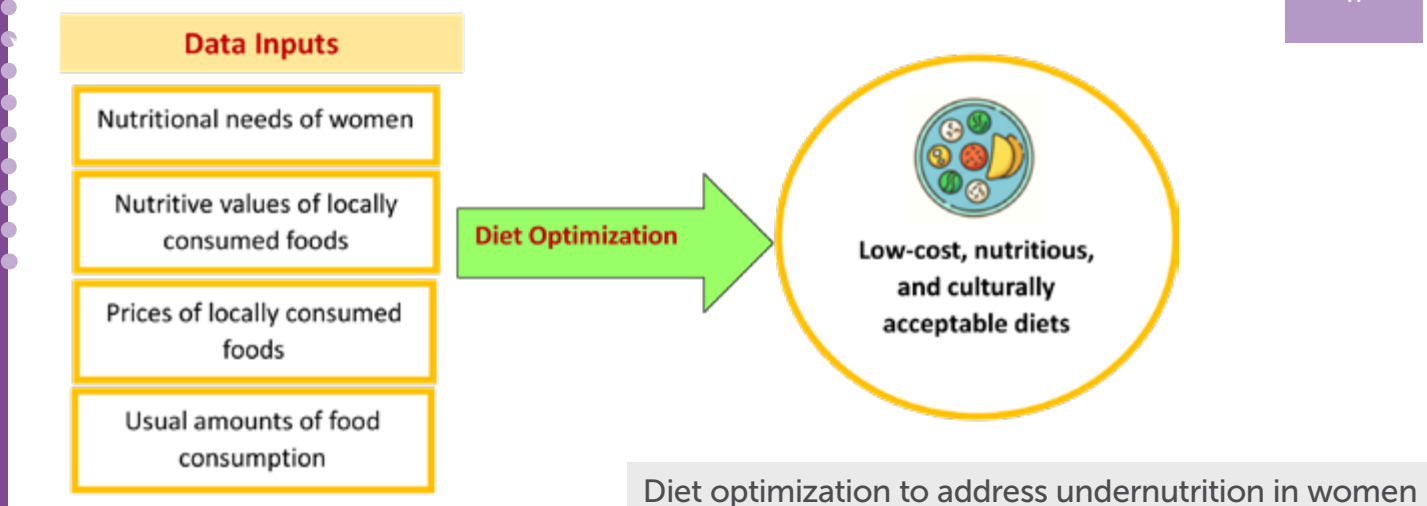 Data Inputs
Nutritional needs of women
Nutritive values of locally
consumed foods
Prices of locally consumed
foods
Usual amounts of food
consumption
Diet Optimization
Low-cost, nutritious,
and culturally
acceptable diets
Diet optimization to address undernutrition in women